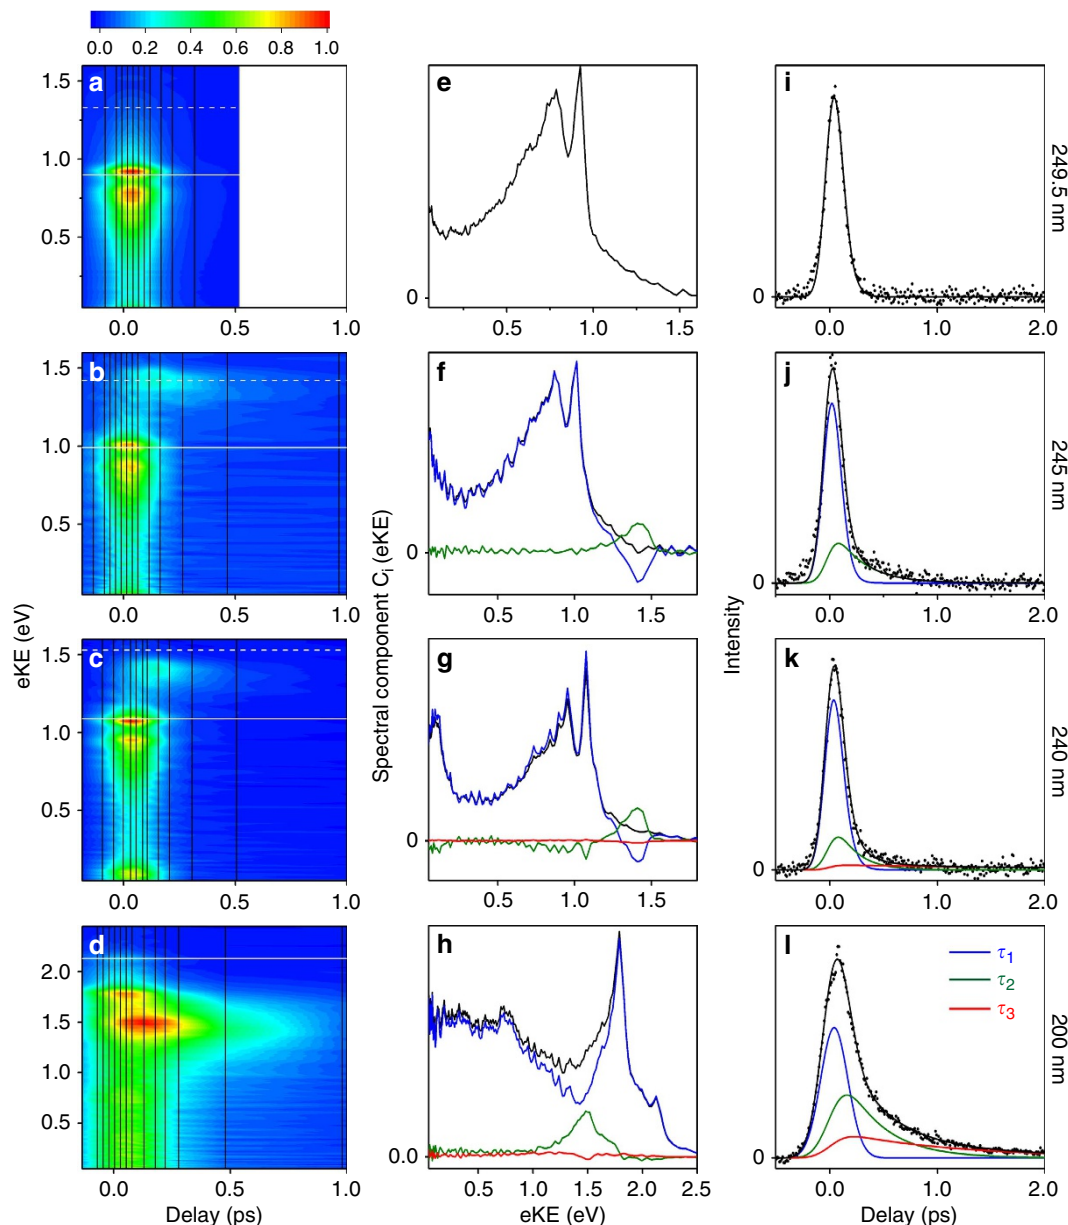 0.0 0.2 0.4 0.6 0.8 1.0
a
1.5
1.0
0.5
0.0 0.5 1.0
e
0
0.5 1.0 1.5
i
0
0.0 1.0 2.0
249.5 nm
b
1.5
1.0
0.5
0.0 0.5 1.0
f
0
0.5 1.0 1.5
j
0
0.0 1.0 2.0
245 nm
eKE (eV)
Spectral component Cᵢ (eKE)
Intensity
c
1.5
1.0
0.5
0.0 0.5 1.0
g
0
0.5 1.0 1.5
k
0
0.0 1.0 2.0
240 nm
d
2.0
1.5
1.0
0.5
0.0 0.5 1.0
Delay (ps)
h
0.0
0.5 1.0 1.5 2.0 2.5
eKE (eV)
l
τ₁
τ₂
τ₃
0
0.0 1.0 2.0
Delay (ps)
200 nm